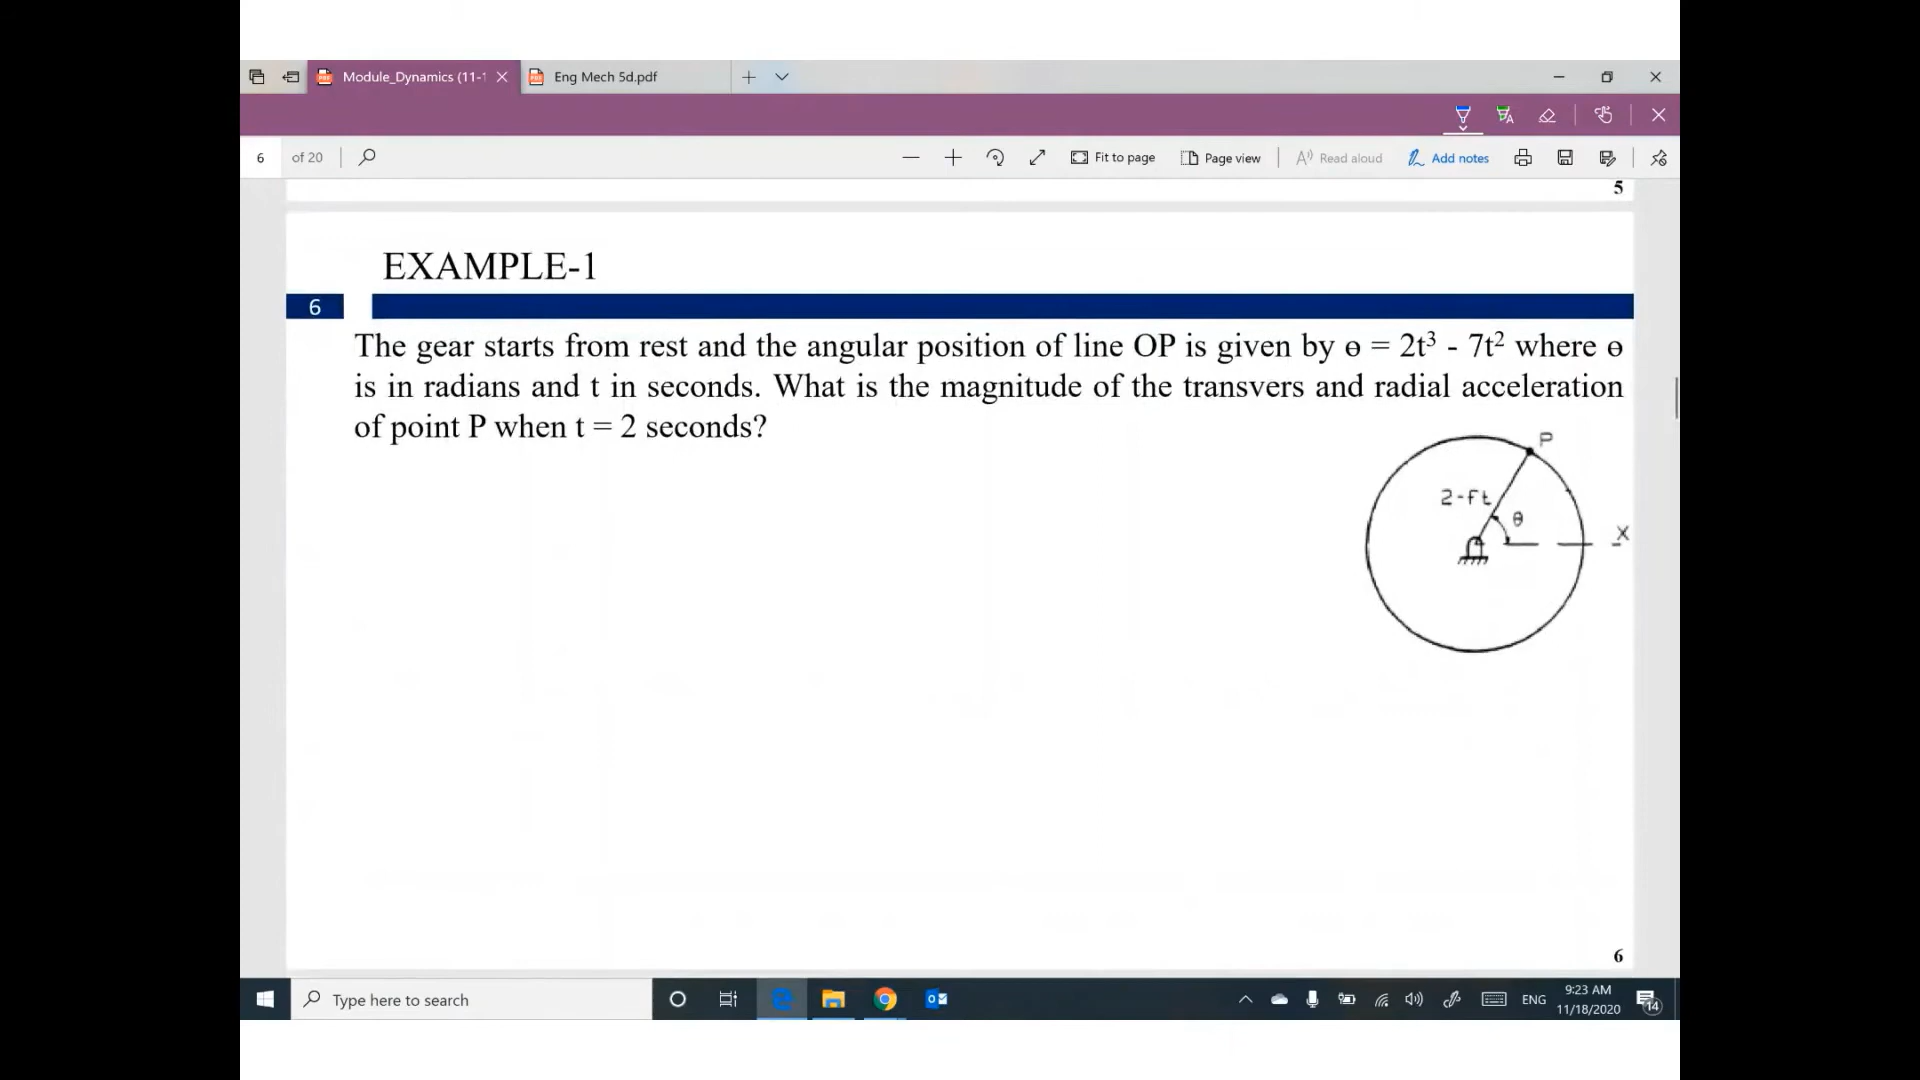 Module_Dynamics (11-1
Eng Mech 5d.pdf
6 of 20
Fit to page
Page view
Read aloud
Add notes
5
EXAMPLE-1
6
The gear starts from rest and the angular position of line OP is given by ɵ = 2t³ - 7t² where ɵ
is in radians and t in seconds. What is the magnitude of the transvers and radial acceleration
of point P when t = 2 seconds?
P
2-ft
θ
X
6
Type here to search
ENG
9:23 AM
11/18/2020
14